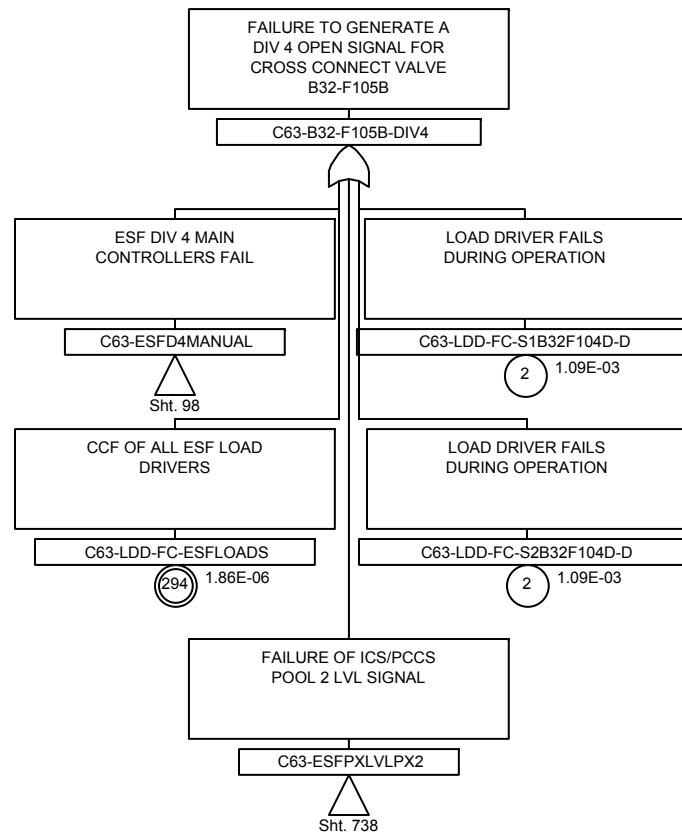 FAILURE TO GENERATE A
DIV 4 OPEN SIGNAL FOR
CROSS CONNECT VALVE
B32-F105B
C63-B32-F105B-DIV4
ESF DIV 4 MAIN
CONTROLLERS FAIL
C63-ESFD4MANUAL
Sht. 98
LOAD DRIVER FAILS
DURING OPERATION
C63-LDD-FC-S1B32F104D-D
2 1.09E-03
CCF OF ALL ESF LOAD
DRIVERS
C63-LDD-FC-ESFLOADS
294 1.86E-06
LOAD DRIVER FAILS
DURING OPERATION
C63-LDD-FC-S2B32F104D-D
2 1.09E-03
FAILURE OF ICS/PCCS
POOL 2 LVL SIGNAL
C63-ESFPXLVLPX2
Sht. 738